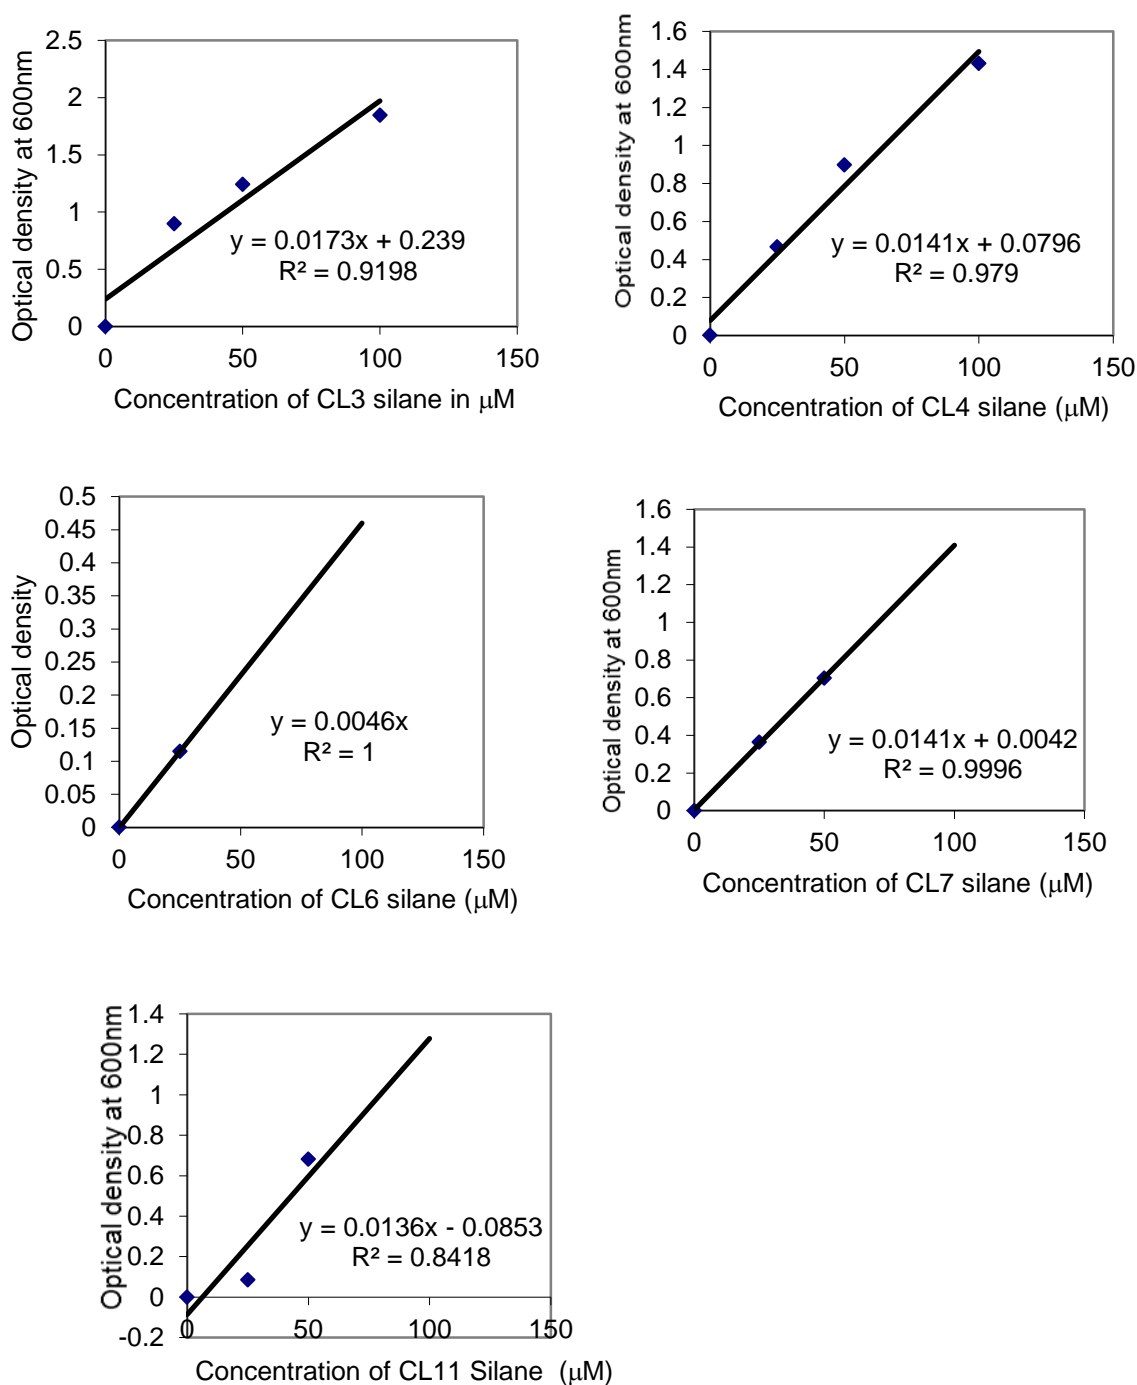 Optical density at 600nm
2.5
2
1.5
1
0.5
0
0 50 100 150
y = 0.0173x + 0.239
R² = 0.9198
Concentration of CL3 silane in μM
Optical density at 600nm
1.6
1.4
1.2
1
0.8
0.6
0.4
0.2
0
0 50 100 150
y = 0.0141x + 0.0796
R² = 0.979
Concentration of CL4 silane (μM)
Optical density
0.5
0.45
0.4
0.35
0.3
0.25
0.2
0.15
0.1
0.05
0
0 50 100 150
y = 0.0046x
R² = 1
Concentration of CL6 silane (μM)
Optical density at 600nm
1.6
1.4
1.2
1
0.8
0.6
0.4
0.2
0
0 50 100 150
y = 0.0141x + 0.0042
R² = 0.9996
Concentration of CL7 silane (μM)
Optical density at 600nm
1.4
1.2
1
0.8
0.6
0.4
0.2
0
-0.2
0 50 100 150
y = 0.0136x - 0.0853
R² = 0.8418
Concentration of CL11 Silane (μM)